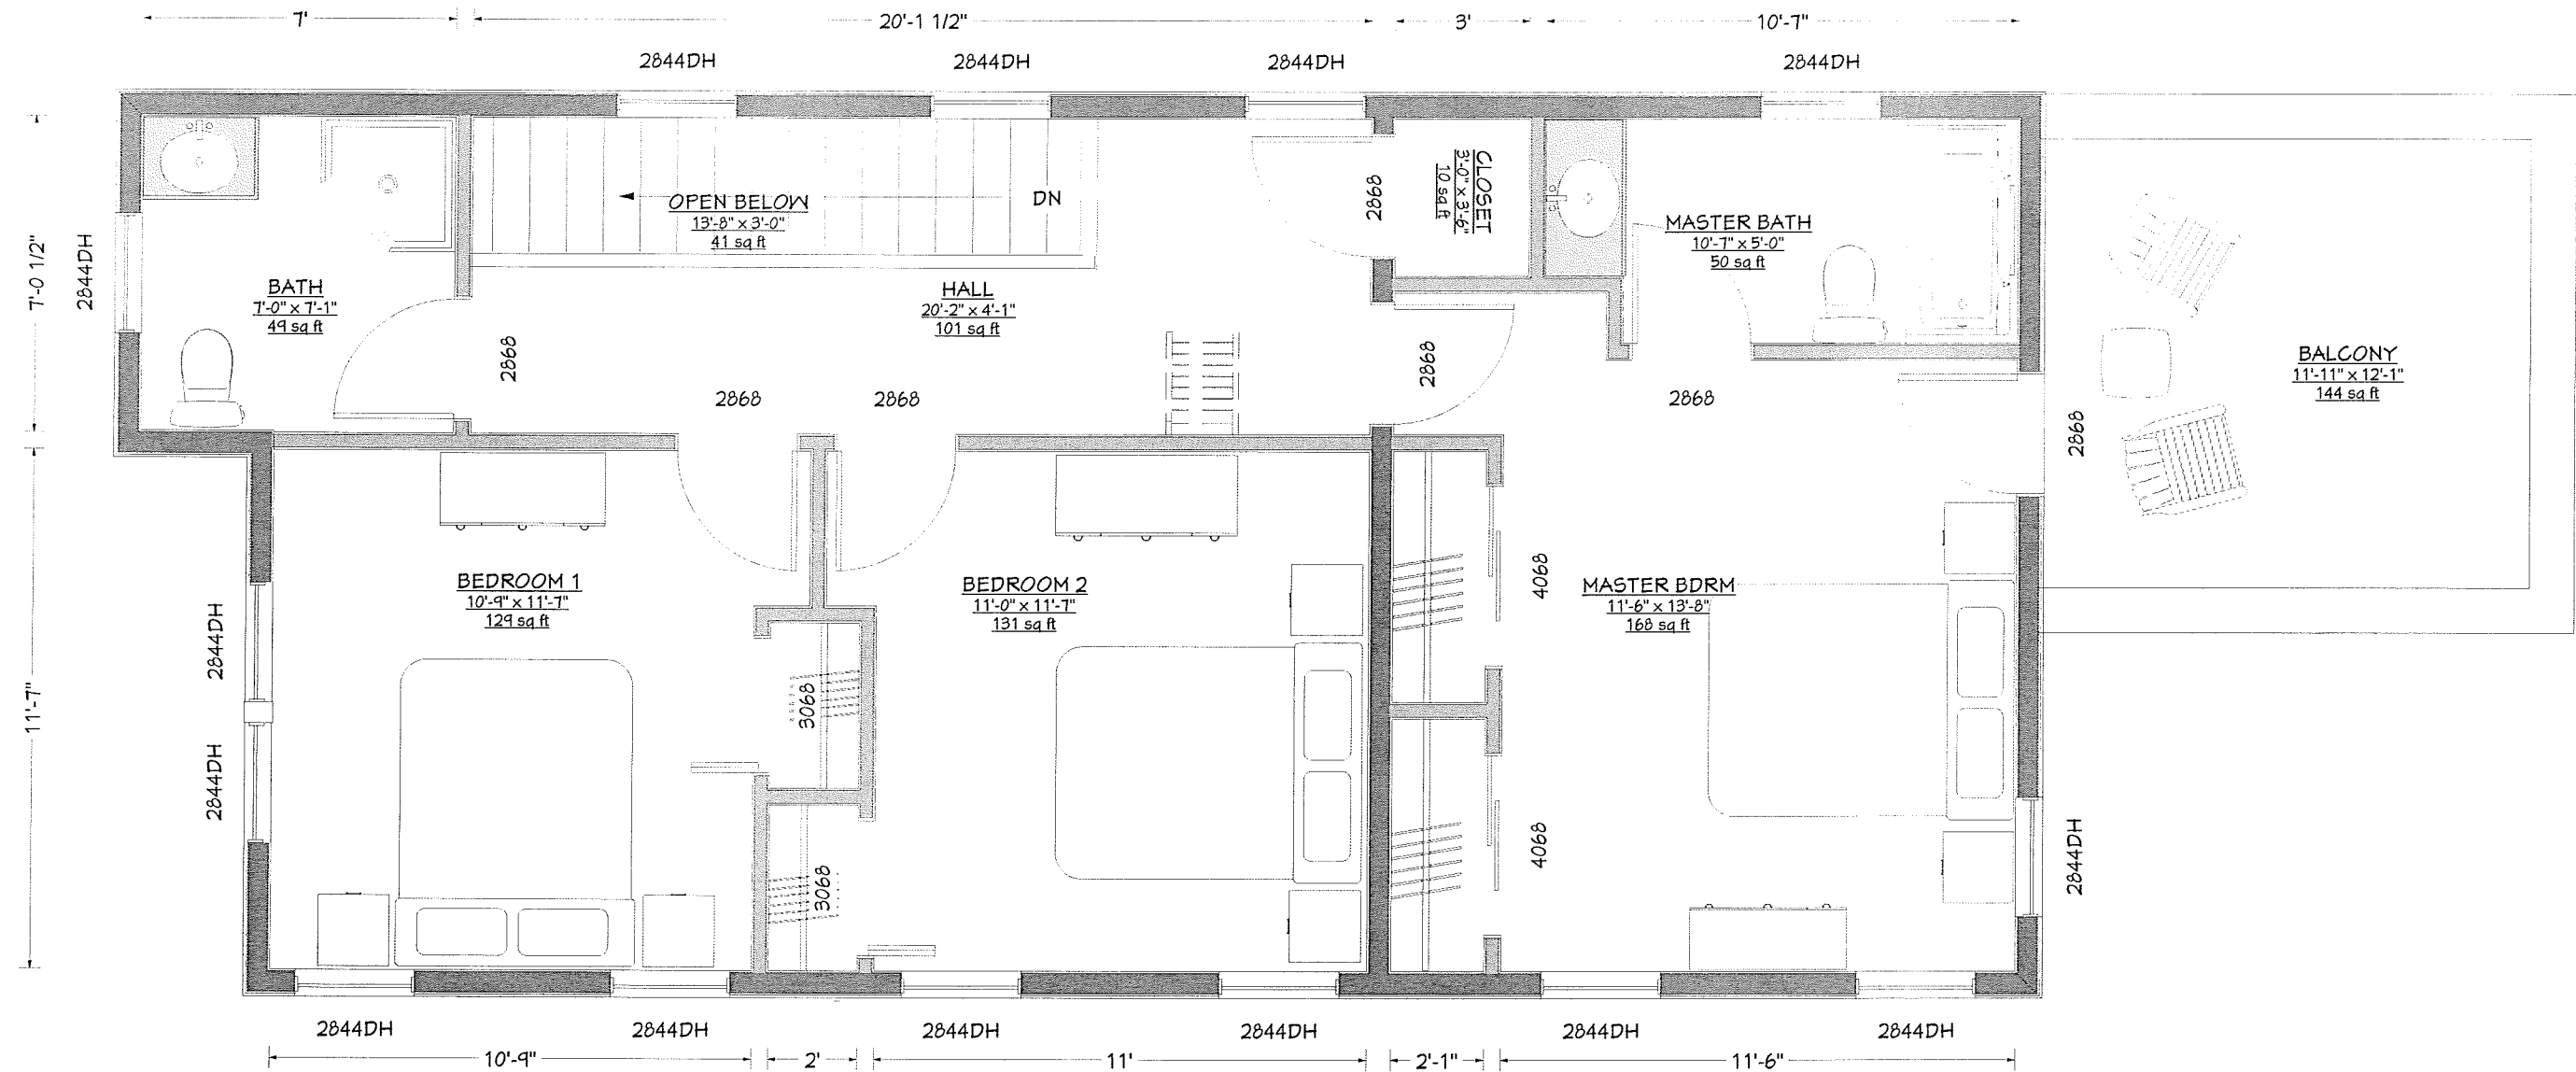 7' 20'-1 1/2" 3' 10'-7"
2844DH 2844DH 2844DH 2844DH
7'-0 1/2"
2844DH
BATH
7'-0" x 7'-1"
49 sq ft
2868
OPEN BELOW
13'-8" x 3'-0"
41 sq ft
DN
HALL
20'-2" x 4'-1"
101 sq ft
2868
CLOSET
3'-0" x 3'-6"
10 sq ft
MASTER BATH
10'-7" x 5'-0"
50 sq ft
2868
2868
2868
2868
2868
BALCONY
11'-11" x 12'-1"
144 sq ft
11'-7"
2844DH
2844DH
BEDROOM 1
10'-9" x 11'-7"
129 sq ft
3068
3068
BEDROOM 2
11'-0" x 11'-7"
131 sq ft
4068
4068
MASTER BDRM
11'-6" x 13'-8"
168 sq ft
2844DH
2844DH 2844DH 2844DH 2844DH 2844DH 2844DH
10'-9" 2' 11' 2'-1" 11'-6"